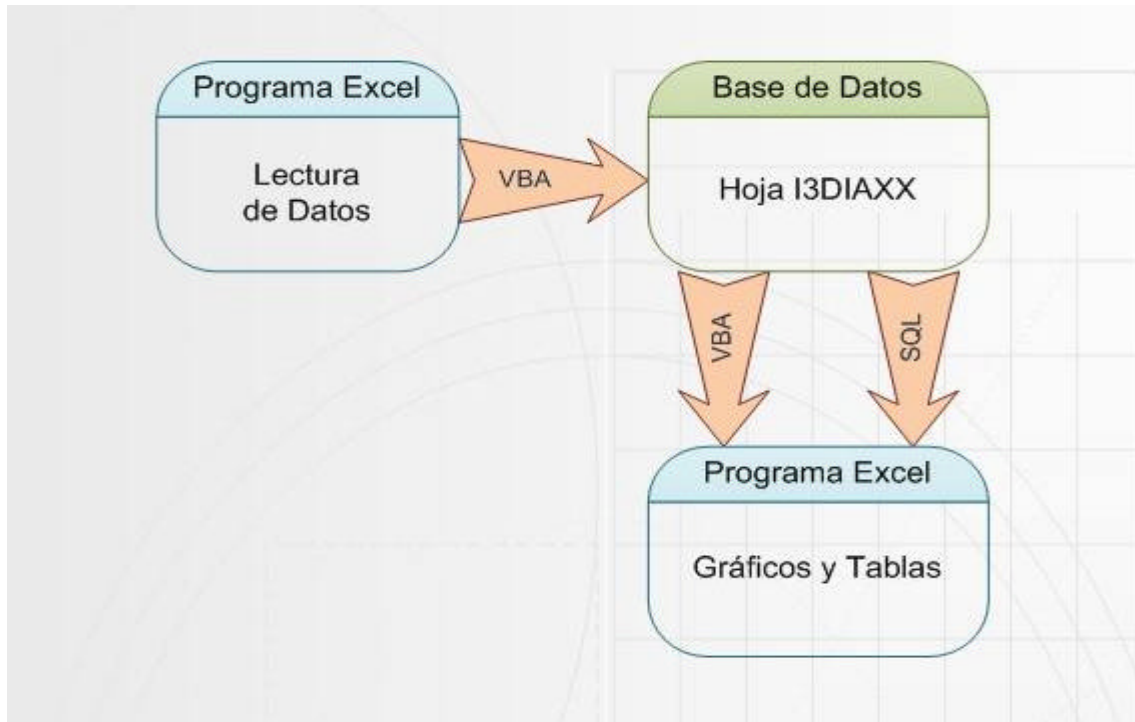 Programa Excel
Lectura
de Datos
VBA
Base de Datos
Hoja I3DIAXX
VBA
SQL
Programa Excel
Gráficos y Tablas